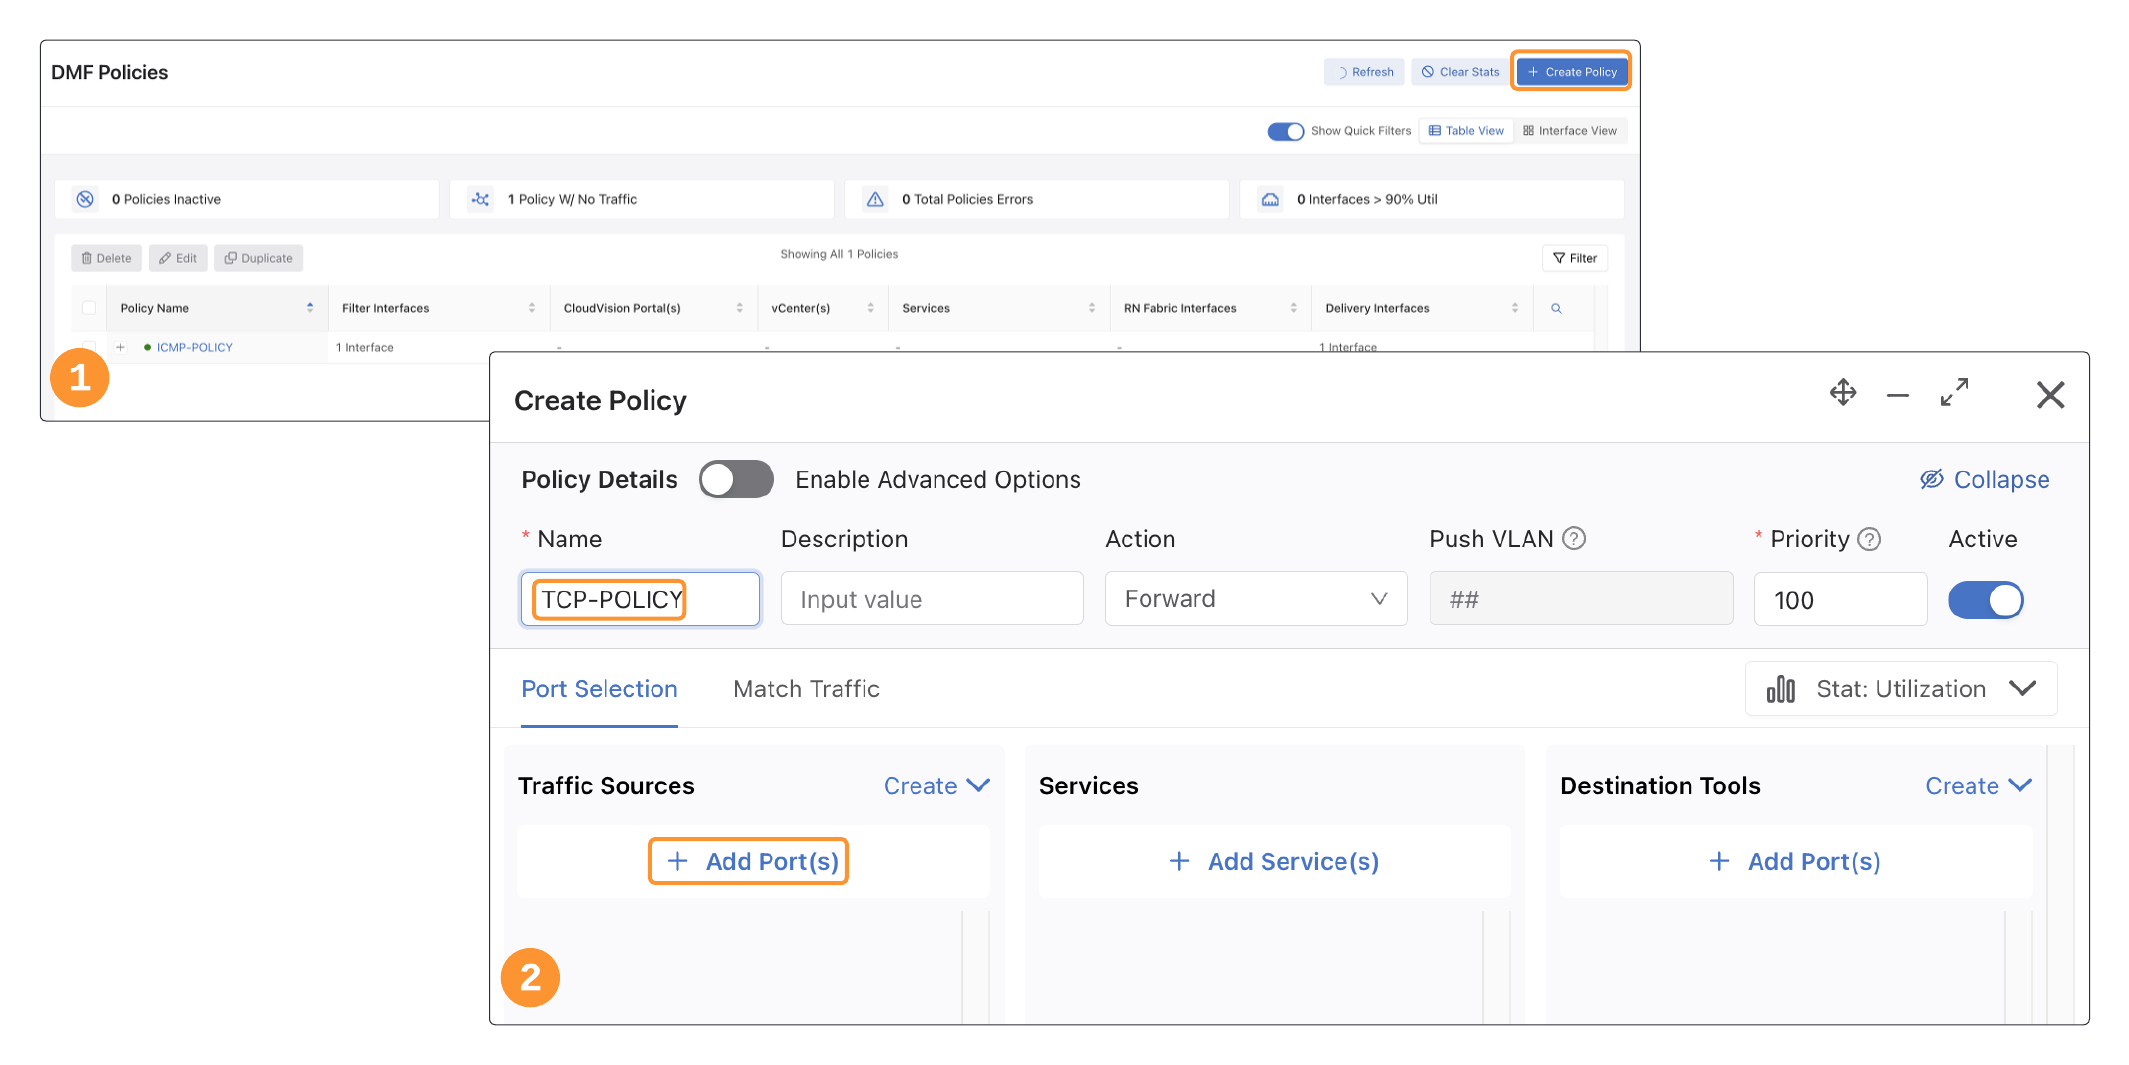 DMF Policies
Refresh
Clear Stats
+ Create Policy
Show Quick Filters
Table View
Interface View
0 Policies Inactive
1 Policy W/ No Traffic
0 Total Policies Errors
0 Interfaces > 90% Util
Delete
Edit
Duplicate
Showing All 1 Policies
Filter
Policy Name
Filter Interfaces
CloudVision Portal(s)
vCenter(s)
Services
RN Fabric Interfaces
Delivery Interfaces
+ ICMP-POLICY
1 Interface
-
-
-
-
1 Interface
1
Create Policy
Policy Details
Enable Advanced Options
Collapse
* Name
Description
Action
Push VLAN ?
* Priority ?
Active
TCP-POLICY
Input value
Forward
##
100
Port Selection
Match Traffic
Stat: Utilization
Traffic Sources
Create
Services
Destination Tools
Create
+ Add Port(s)
+ Add Service(s)
+ Add Port(s)
2